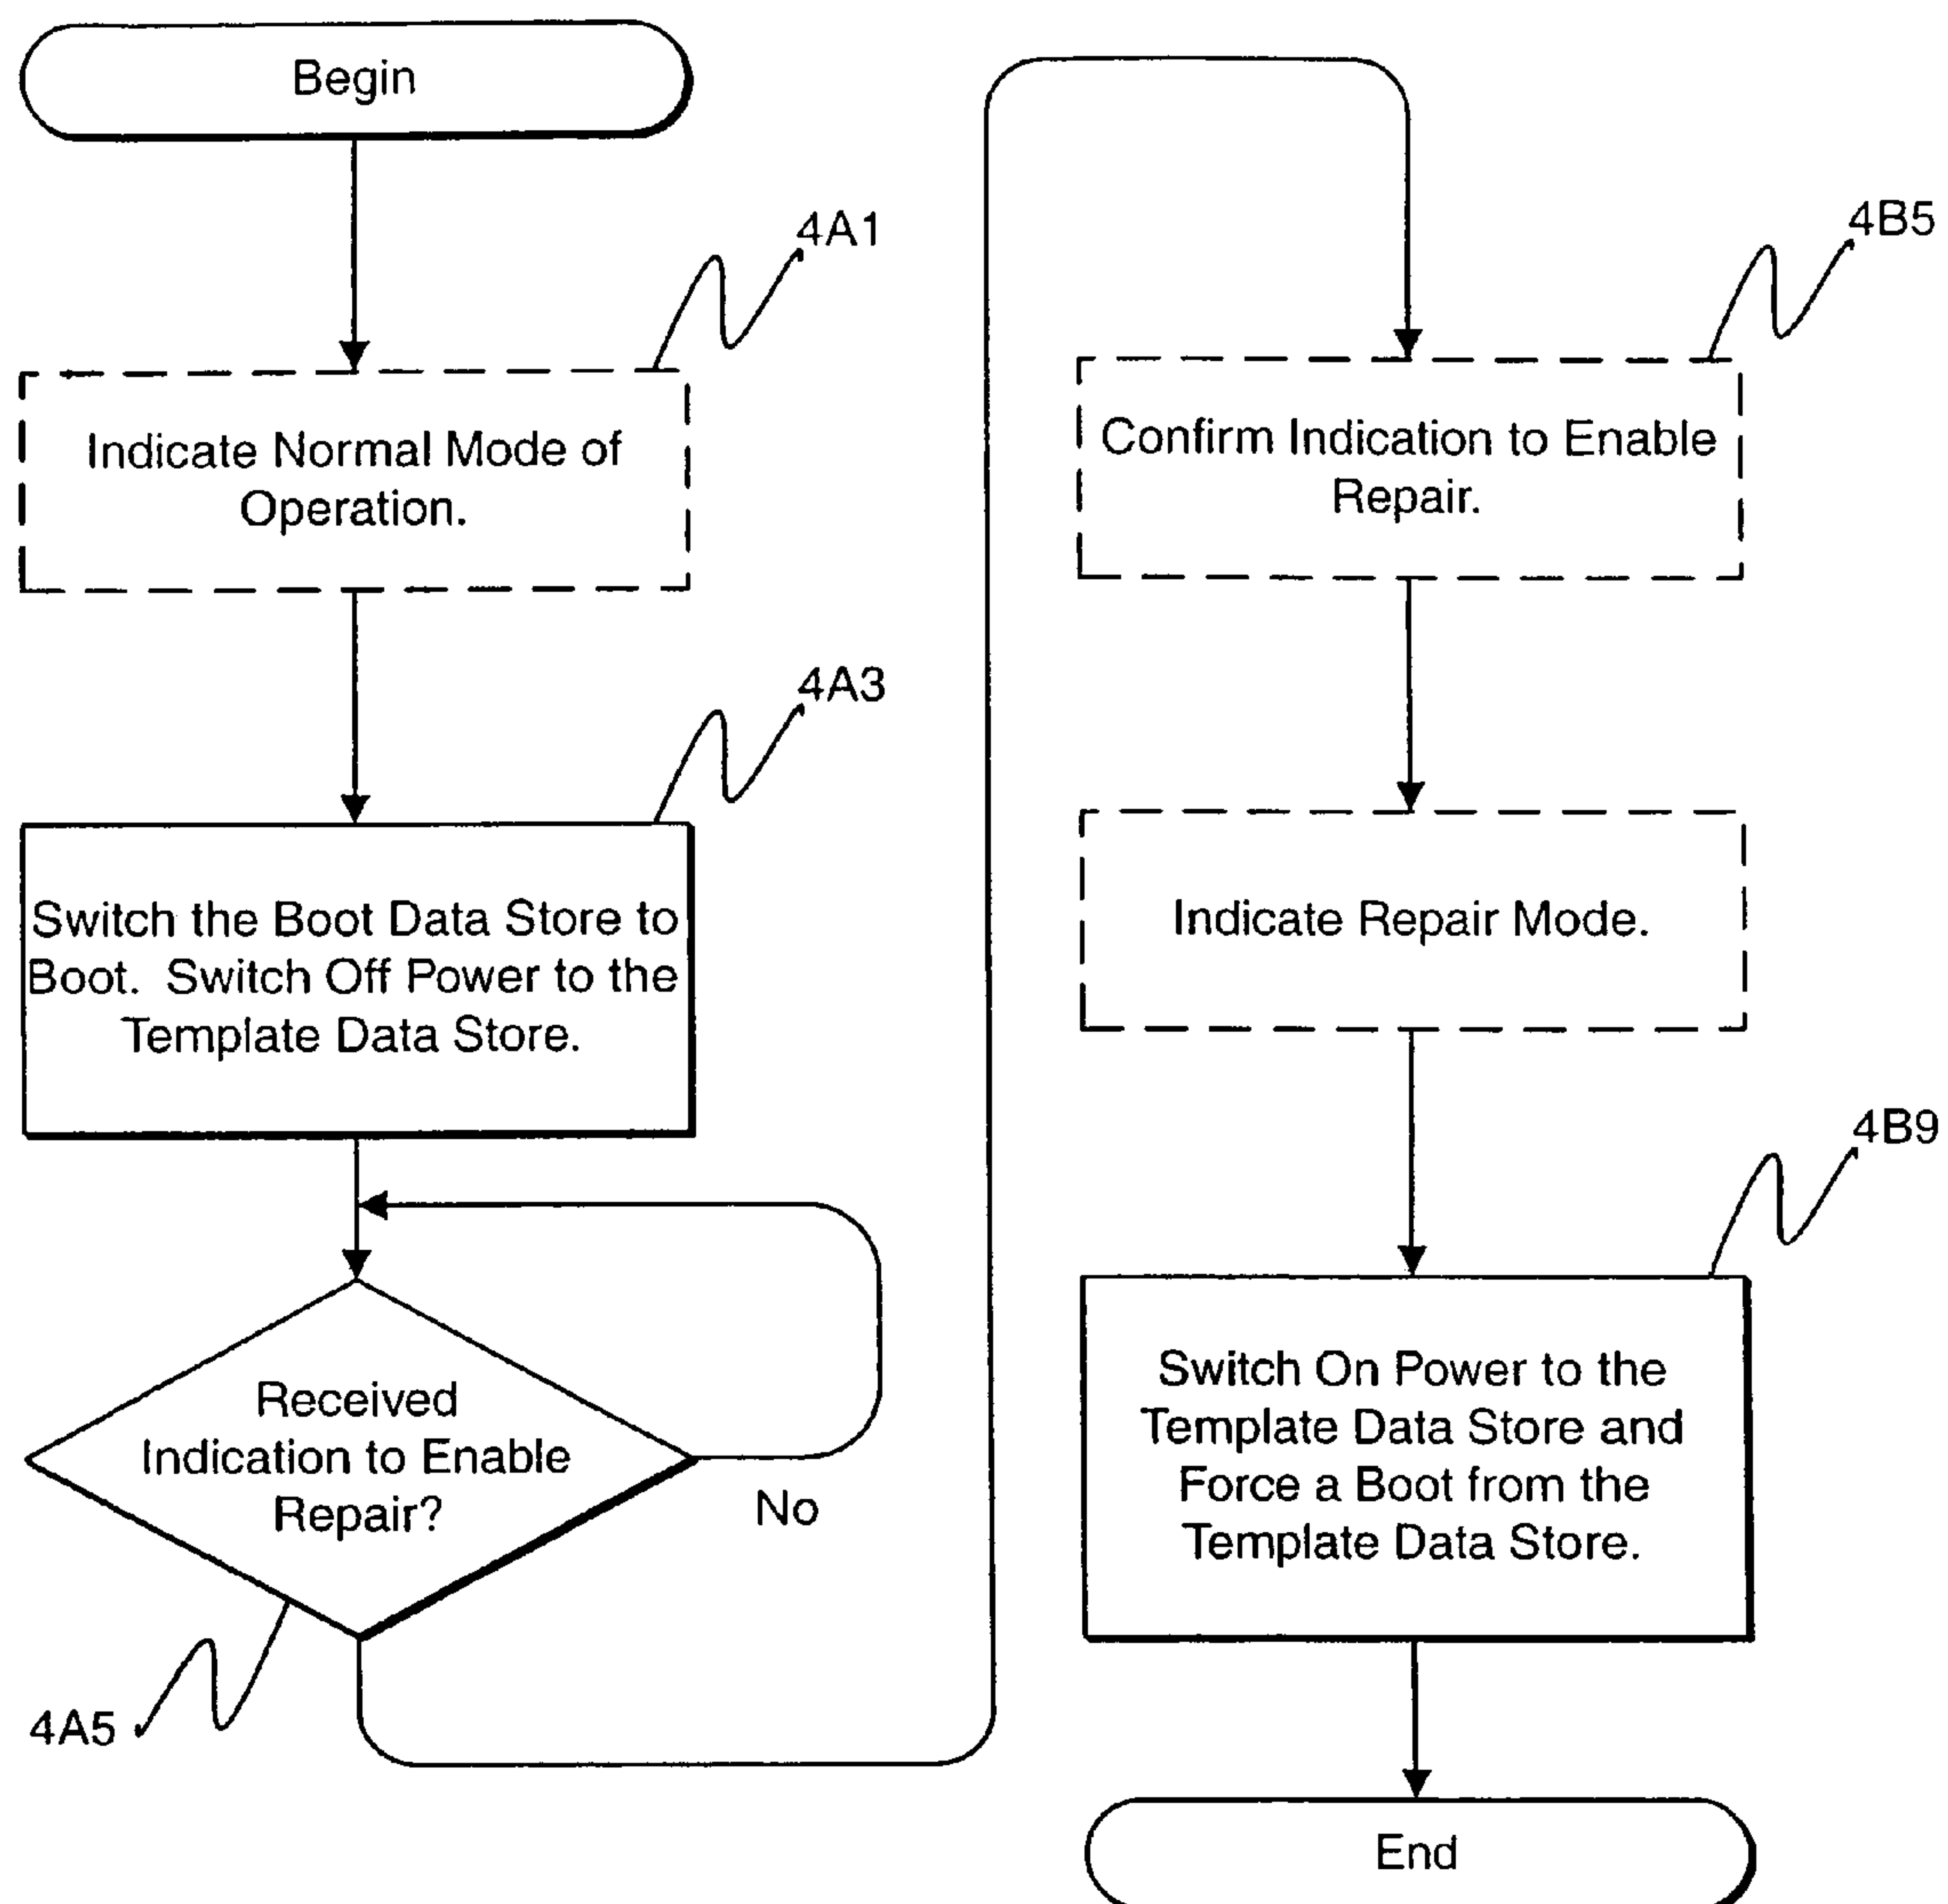 Begin
4A1
Indicate Normal Mode of
Operation.
4A3
Switch the Boot Data Store to
Boot.  Switch Off Power to the
Template Data Store.
Received
Indication to Enable
Repair?
No
4A5
4B5
Confirm Indication to Enable
Repair.
Indicate Repair Mode.
4B9
Switch On Power to the
Template Data Store and
Force a Boot from the
Template Data Store.
End